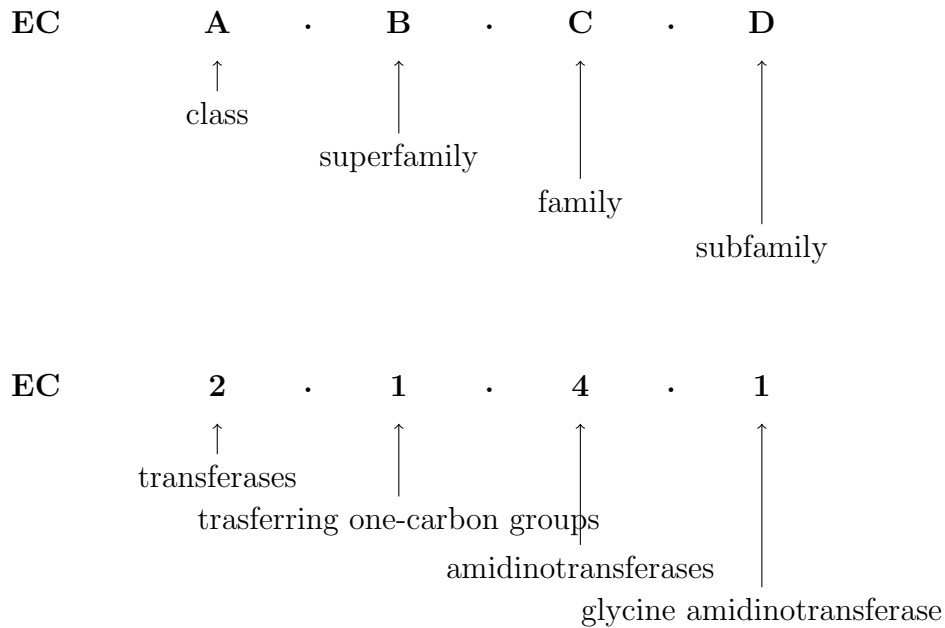 EC A . B . C . D
class
superfamily
family
subfamily
EC 2 . 1 . 4 . 1
transferases
trasferring one-carbon groups
amidinotransferases
glycine amidinotransferase